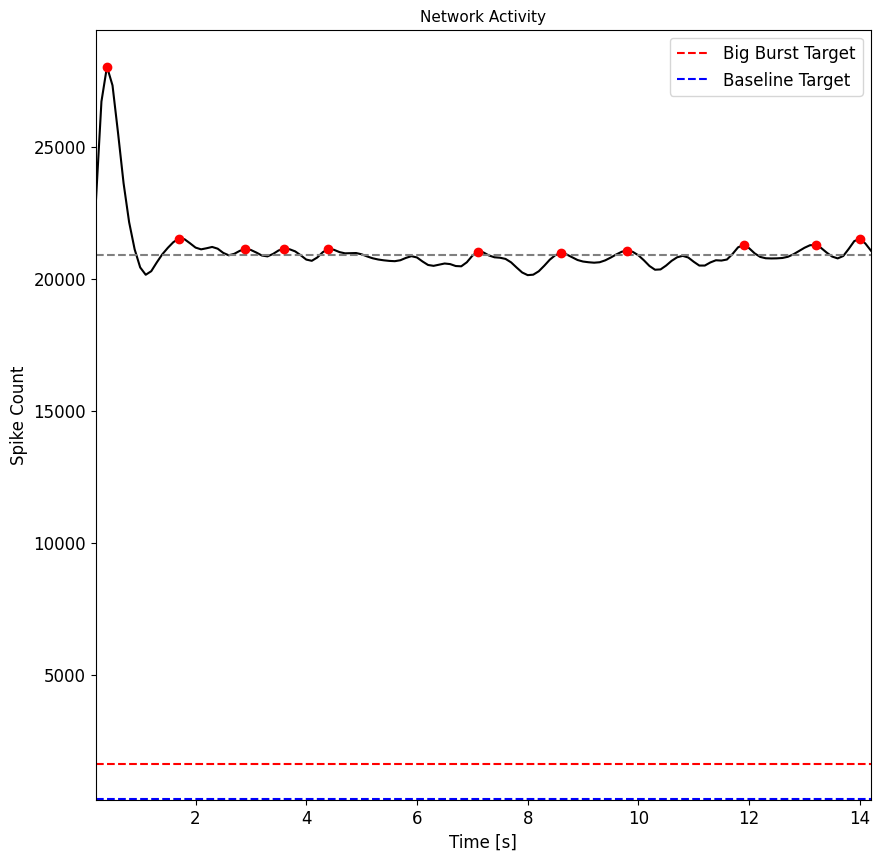 Network Activity
Big Burst Target
Baseline Target
25000
20000
15000
10000
5000
Spike Count
2 4 6 8 10 12 14
Time [s]